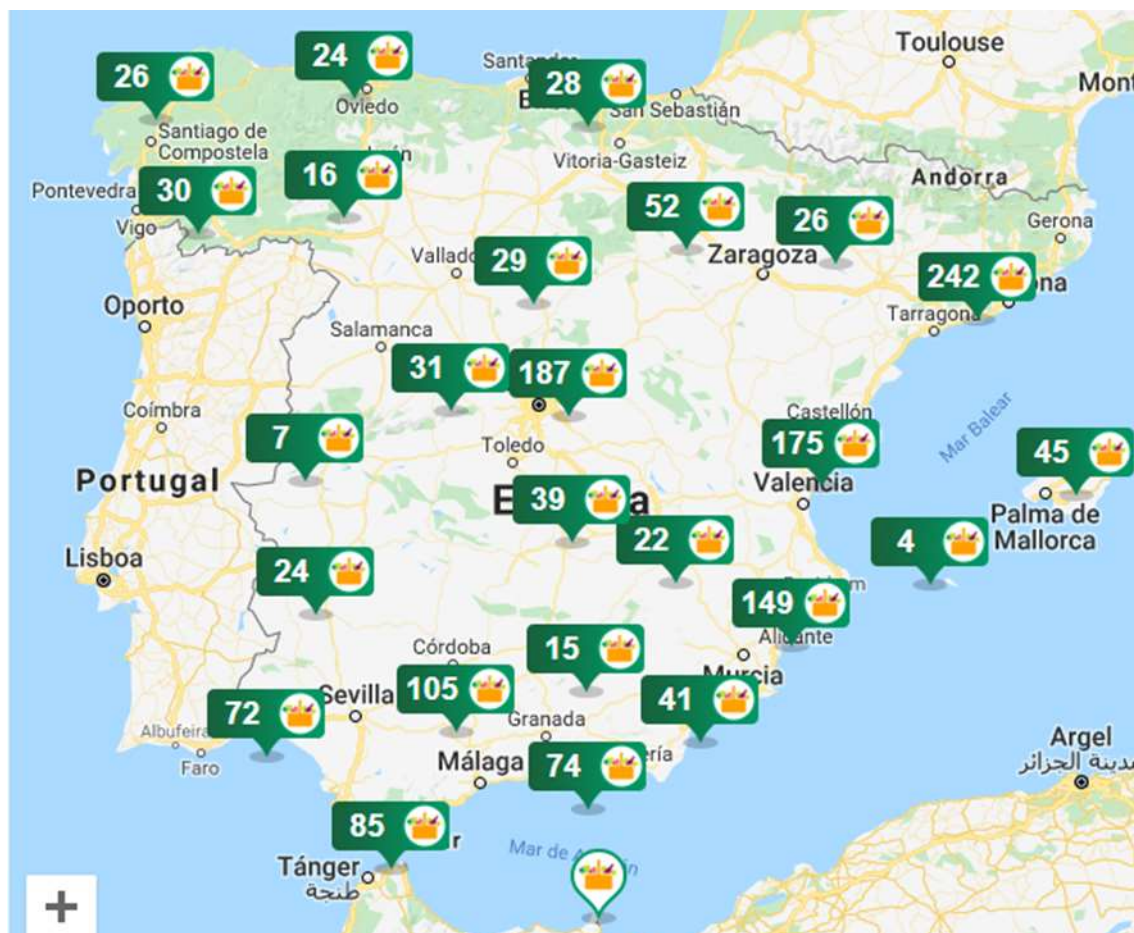 Toulouse
24
Santander
26
28
Mont
Oviedo
San Sebastián
Santiago de
Compostela
Vitoria-Gasteiz
16
Andorra
Pontevedra
30
52
26
Vigo
Gerona
Zaragoza
29
242
Oporto
Tarragona
Salamanca
31
187
Coímbra
Castellón
Mar Balear
7
175
45
Toledo
Portugal
Valencia
39
Palma de
Mallorca
22
4
Lisboa
24
149
Alicante
15
Córdoba
Murcia
105
41
Sevilla
72
Granada
Albufeira
Faro
Málaga
74
Argel
مدينة الجزائر
85
Mar de
Tánger
طنجة
+